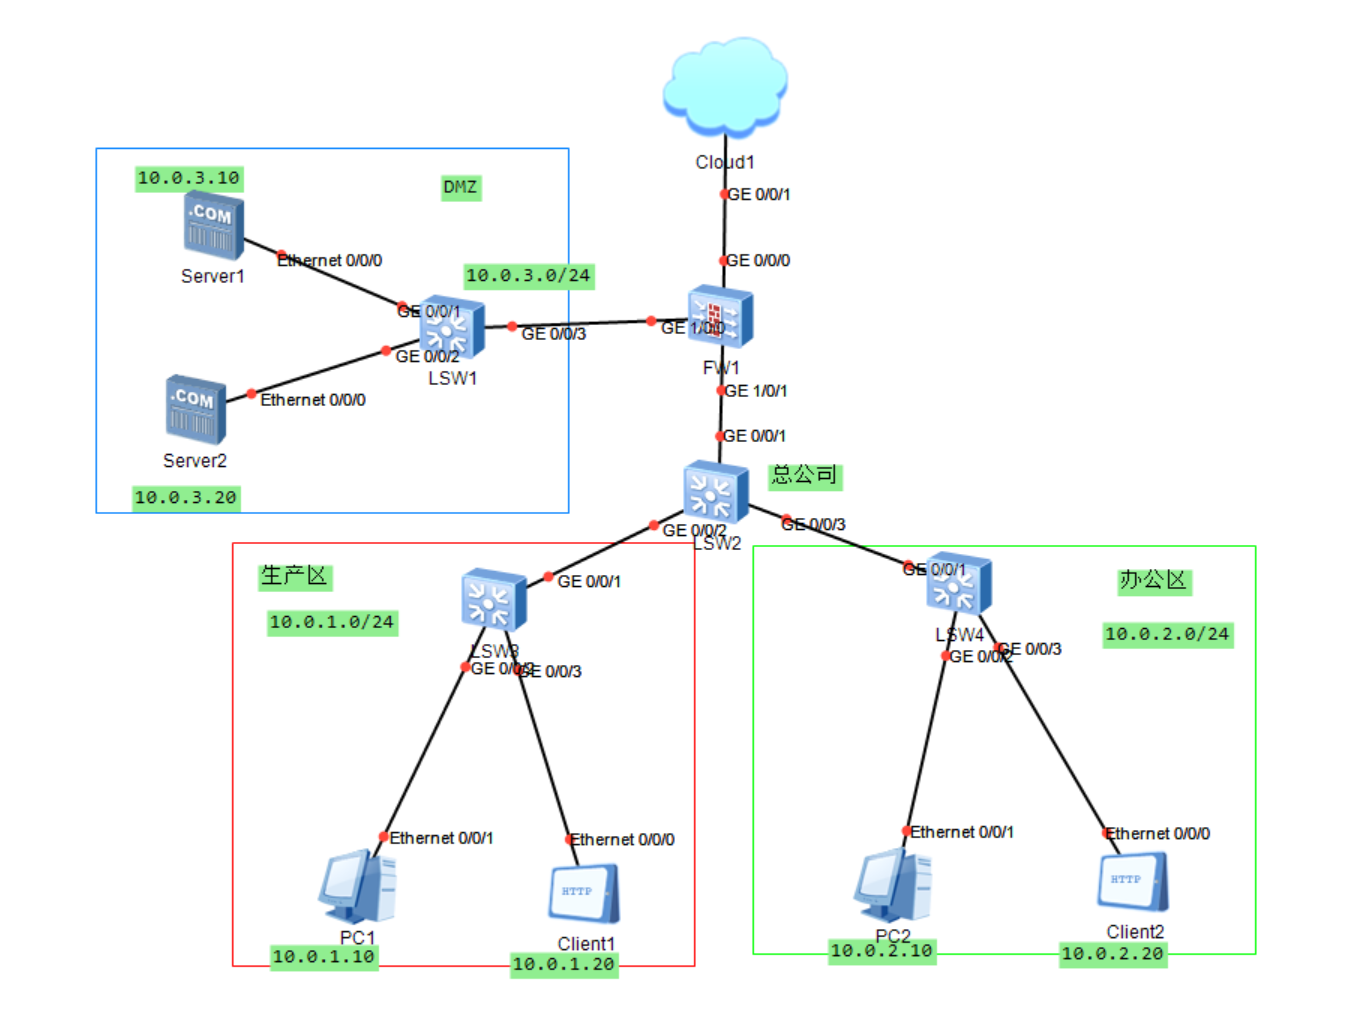 Cloud1
GE 0/0/1
GE 0/0/0
10.0.3.10
DMZ
.COM
Server1
Ethernet 0/0/0
10.0.3.0/24
GE 0/0/1
GE 0/0/2
LSW1
GE 0/0/3
GE 1/0/0
FW1
GE 1/0/1
GE 0/0/1
.COM
Ethernet 0/0/0
Server2
10.0.3.20
总公司
GE 0/0/2
LSW2
GE 0/0/3
生产区
GE 0/0/1
10.0.1.0/24
LSW3
GE 0/0/2
GE 0/0/3
GE 0/0/1
办公区
LSW4
10.0.2.0/24
GE 0/0/2
GE 0/0/3
Ethernet 0/0/1
Ethernet 0/0/0
Ethernet 0/0/1
Ethernet 0/0/0
HTTP
HTTP
PC1
Client1
PC2
Client2
10.0.1.10
10.0.1.20
10.0.2.10
10.0.2.20